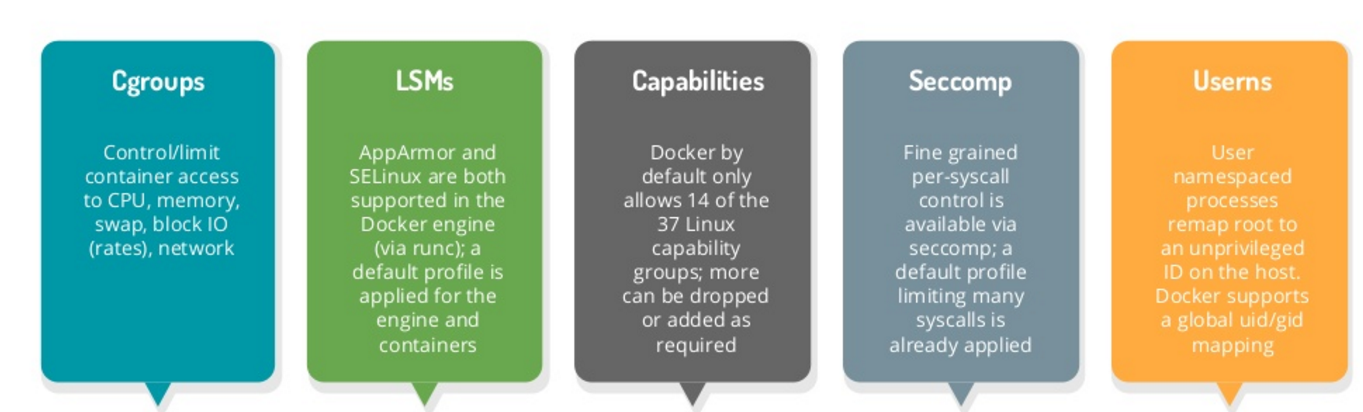 Cgroups
Control/limit
container access
to CPU, memory,
swap, block IO
(rates), network
LSMs
AppArmor and
SELinux are both
supported in the
Docker engine
(via runc); a
default profile is
applied for the
engine and
containers
Capabilities
Docker by
default only
allows 14 of the
37 Linux
capability
groups; more
can be dropped
or added as
required
Seccomp
Fine grained
per-syscall
control is
available via
seccomp; a
default profile
limiting many
syscalls is
already applied
Userns
User
namespaced
processes
remap root to
an unprivileged
ID on the host.
Docker supports
a global uid/gid
mapping